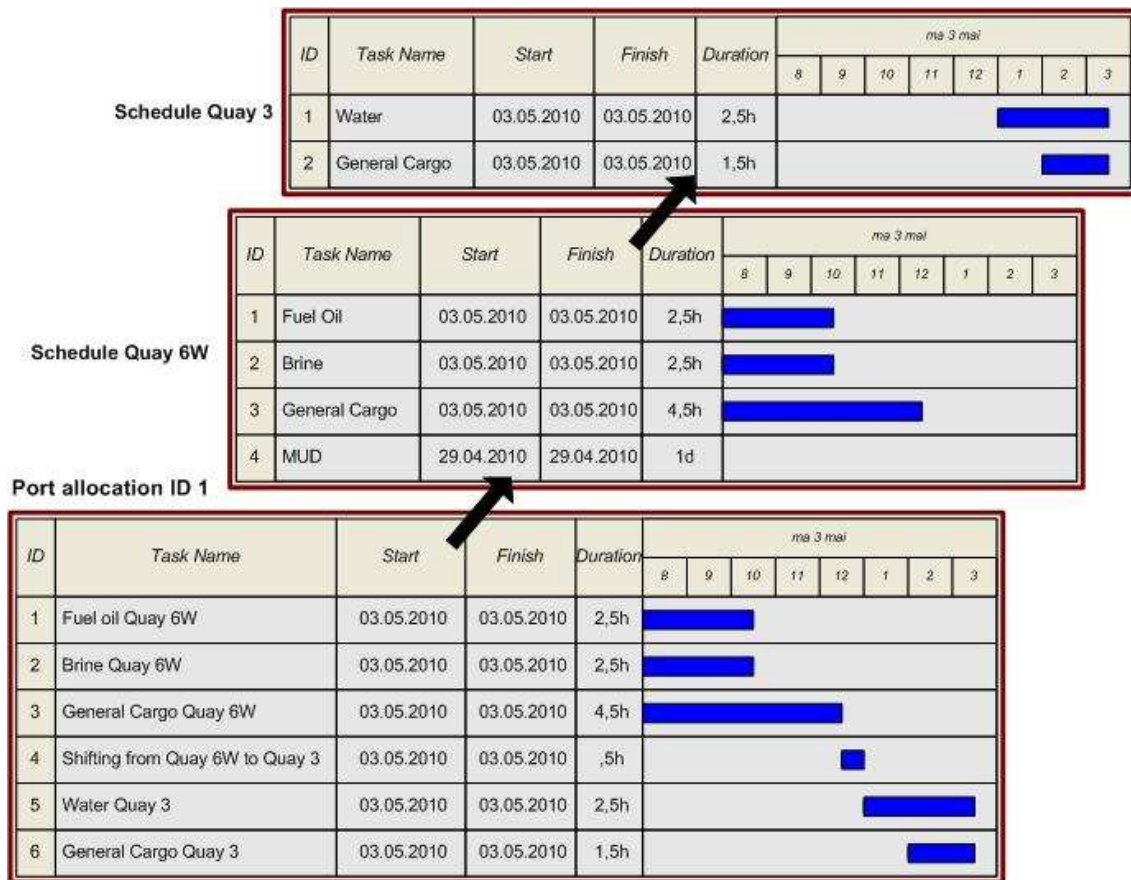 Schedule Quay 3
ID Task Name Start Finish Duration ma 3 mai
8 9 10 11 12 1 2 3
1 Water 03.05.2010 03.05.2010 2,5h
2 General Cargo 03.05.2010 03.05.2010 1,5h
Schedule Quay 6W
ID Task Name Start Finish Duration ma 3 mai
8 9 10 11 12 1 2 3
1 Fuel Oil 03.05.2010 03.05.2010 2,5h
2 Brine 03.05.2010 03.05.2010 2,5h
3 General Cargo 03.05.2010 03.05.2010 4,5h
4 MUD 29.04.2010 29.04.2010 1d
Port allocation ID 1
ID Task Name Start Finish Duration ma 3 mai
8 9 10 11 12 1 2 3
1 Fuel oil Quay 6W 03.05.2010 03.05.2010 2,5h
2 Brine Quay 6W 03.05.2010 03.05.2010 2,5h
3 General Cargo Quay 6W 03.05.2010 03.05.2010 4,5h
4 Shifting from Quay 6W to Quay 3 03.05.2010 03.05.2010 ,5h
5 Water Quay 3 03.05.2010 03.05.2010 2,5h
6 General Cargo Quay 3 03.05.2010 03.05.2010 1,5h